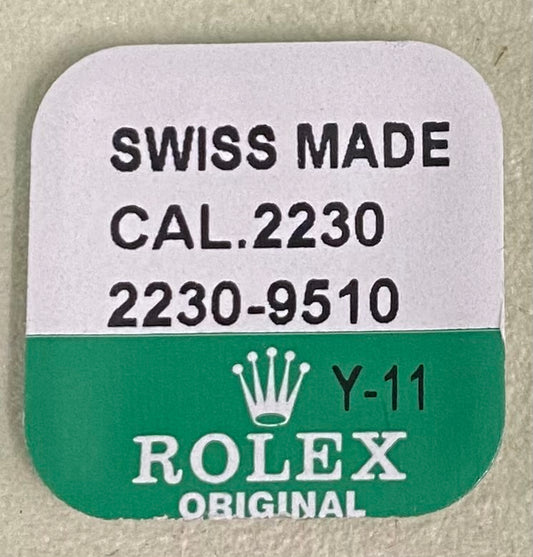 SWISS MADE
CAL.2230
2230-9510
Y-11
ROLEX
ORIGINAL